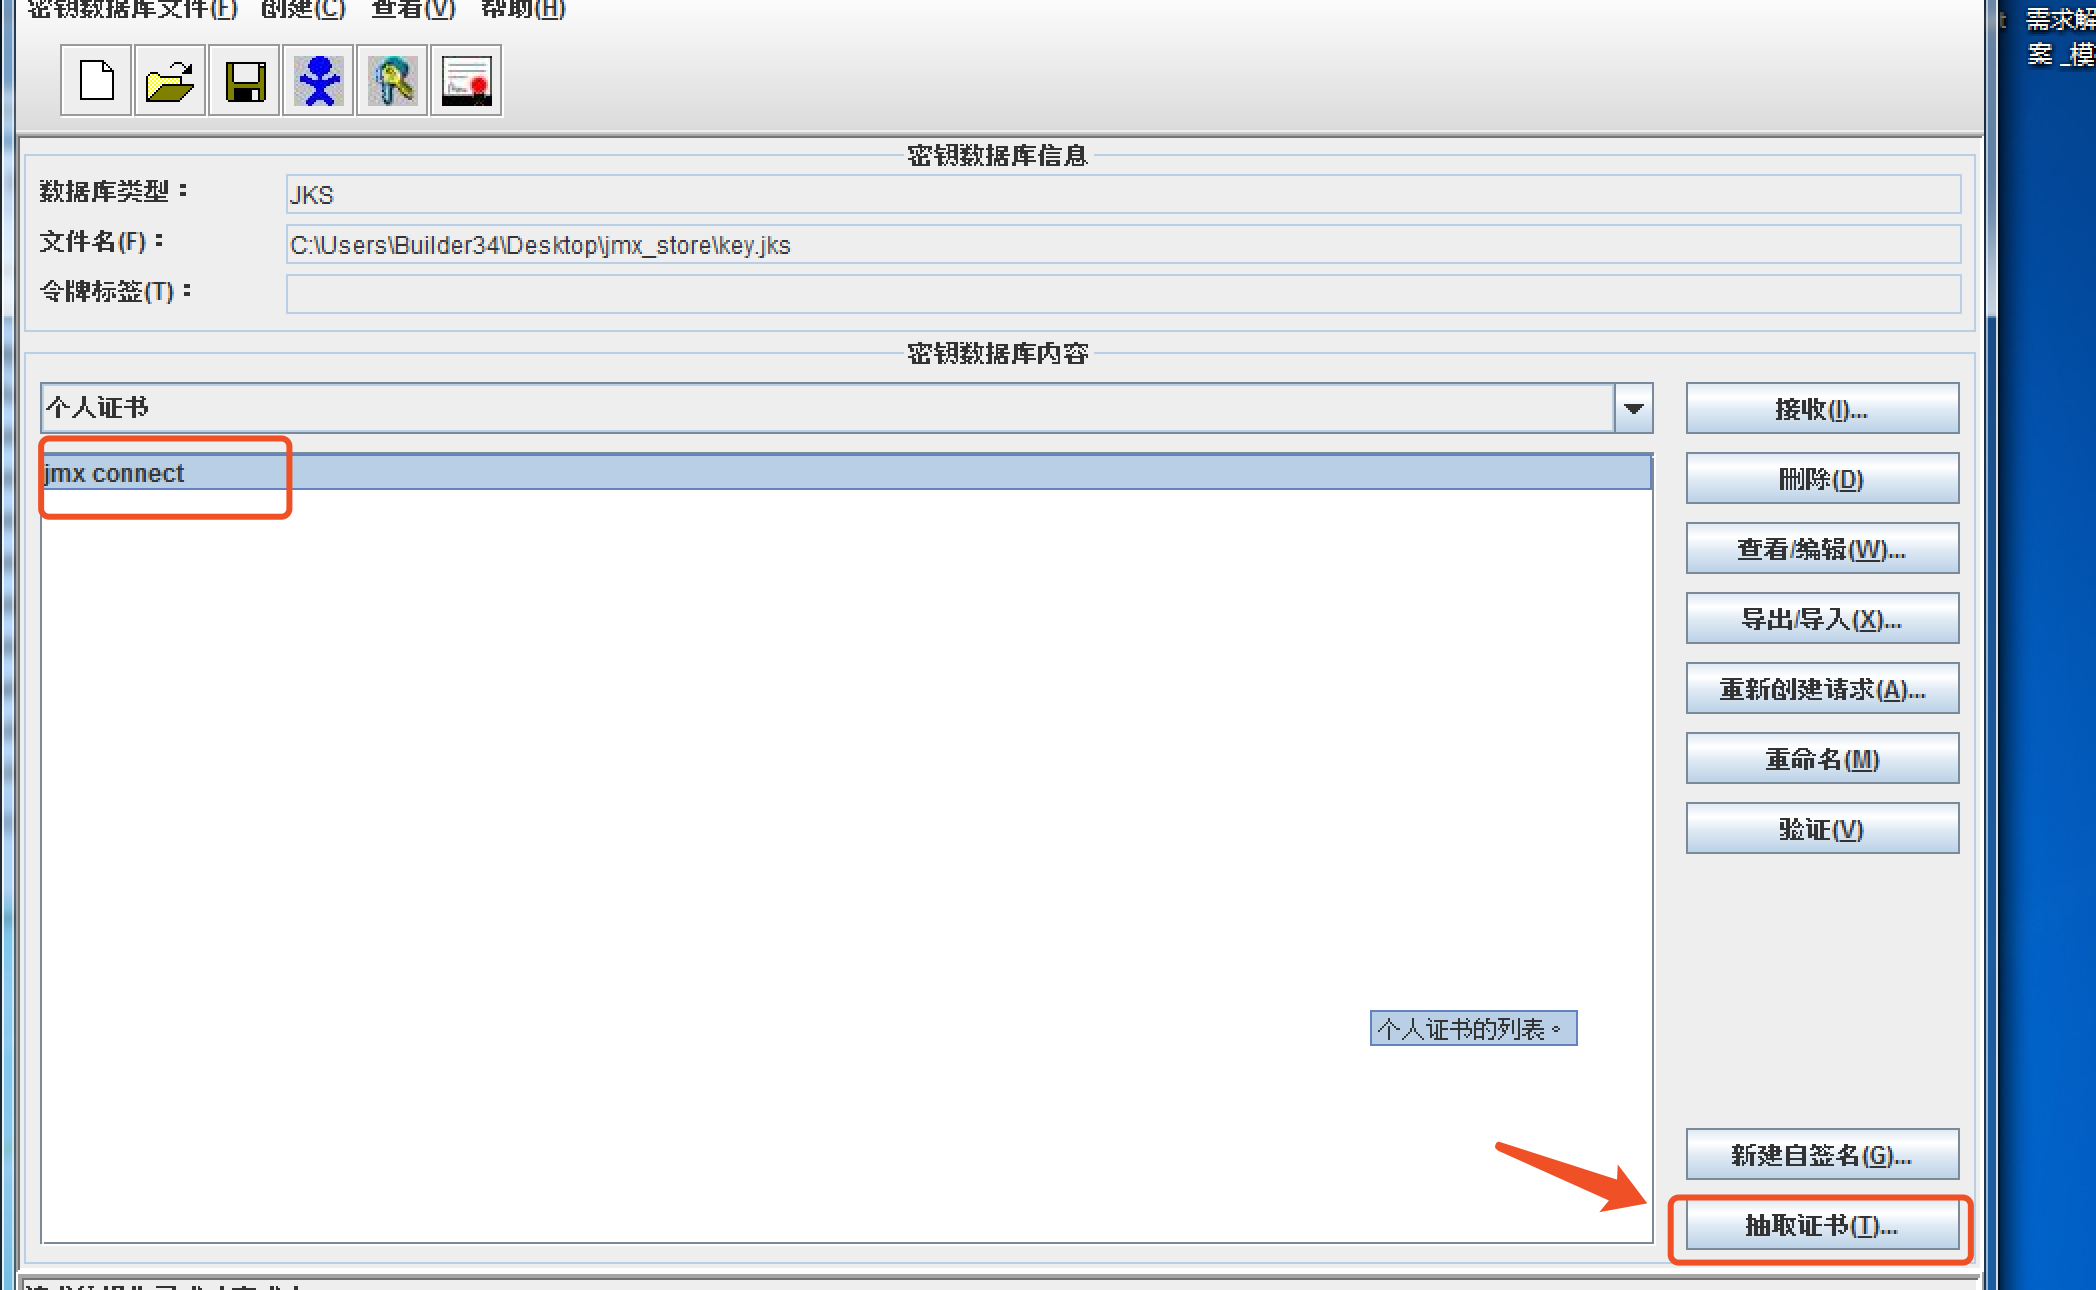 密钥数据库文件(F) 创建(C) 查看(V) 帮助(H)
需求解
案 _模
密钥数据库信息
数据库类型：
JKS
文件名(F)：
C:\Users\Builder34\Desktop\jmx_store\key.jks
令牌标签(T)：
密钥数据库内容
个人证书
接收(I)...
jmx connect
删除(D)
查看/编辑(W)...
导出/导入(X)...
重新创建请求(A)...
重命名(M)
验证(V)
个人证书的列表。
新建自签名(G)...
抽取证书(T)...